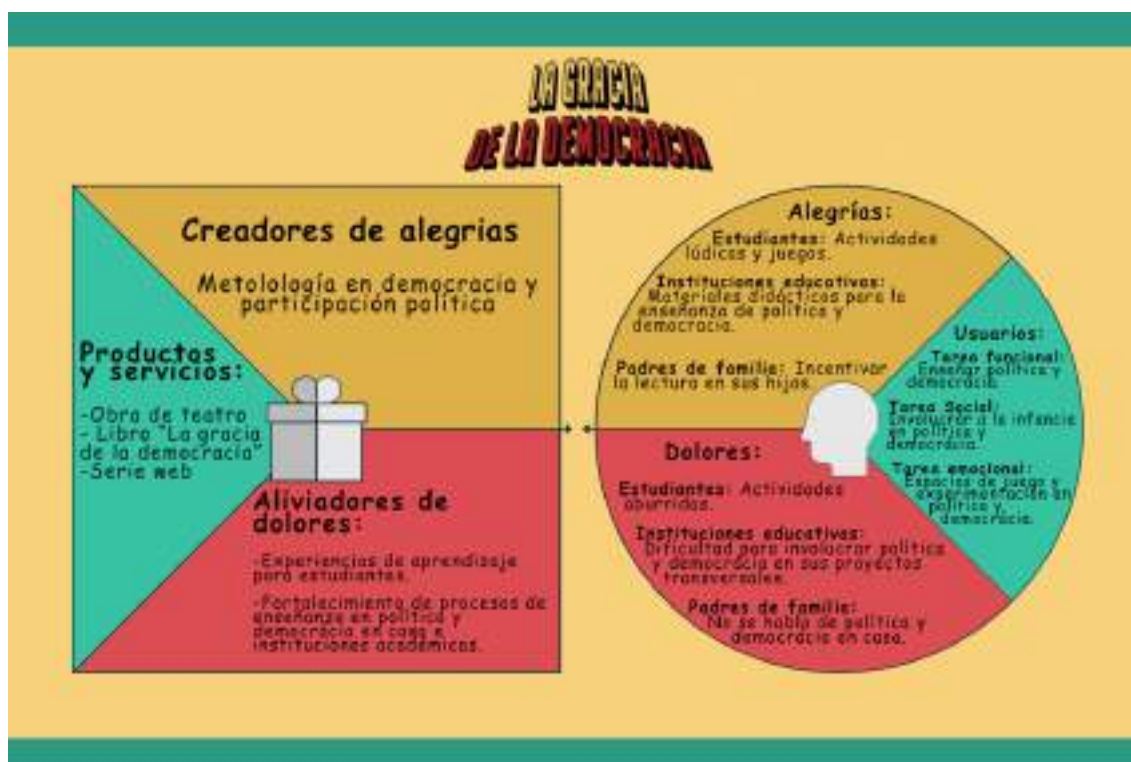 LA GRACIA
DE LA DEMOCRACIA
Creadores de alegrias
Metolología en democracia y
participación política
Productos
y servicios:
-Obra de teatro
- Libro "La gracia
de la democracia"
-Serie web
Aliviadores de
dolores:
-Experiencias de aprendizaje
para estudiantes.
-Fortalecimiento de procesos de
enseñanza en política y
democracia en casa e
instituciones académicas.
Alegrías:
Estudiantes: Actividades
lúdicas y juegos.
Instituciones educativas:
Materiales didácticos para la
enseñanza de política y
democracia.
Padres de familia: Incentivar
la lectura en sus hijos.
Usuarios:
Tarea funcional:
Enseñar política y
democracia.
Tarea Social:
Involucrar a la infancia
en política y
democracia.
Tarea emocional:
Espacios de juego y
experimentación en
política y
democracia.
Dolores:
Estudiantes: Actividades
aburridas.
Instituciones educativas:
Dificultad para involucrar política
y democracia en sus proyectos
transversales.
Padres de familia:
No se habla de política y
democracia en casa.